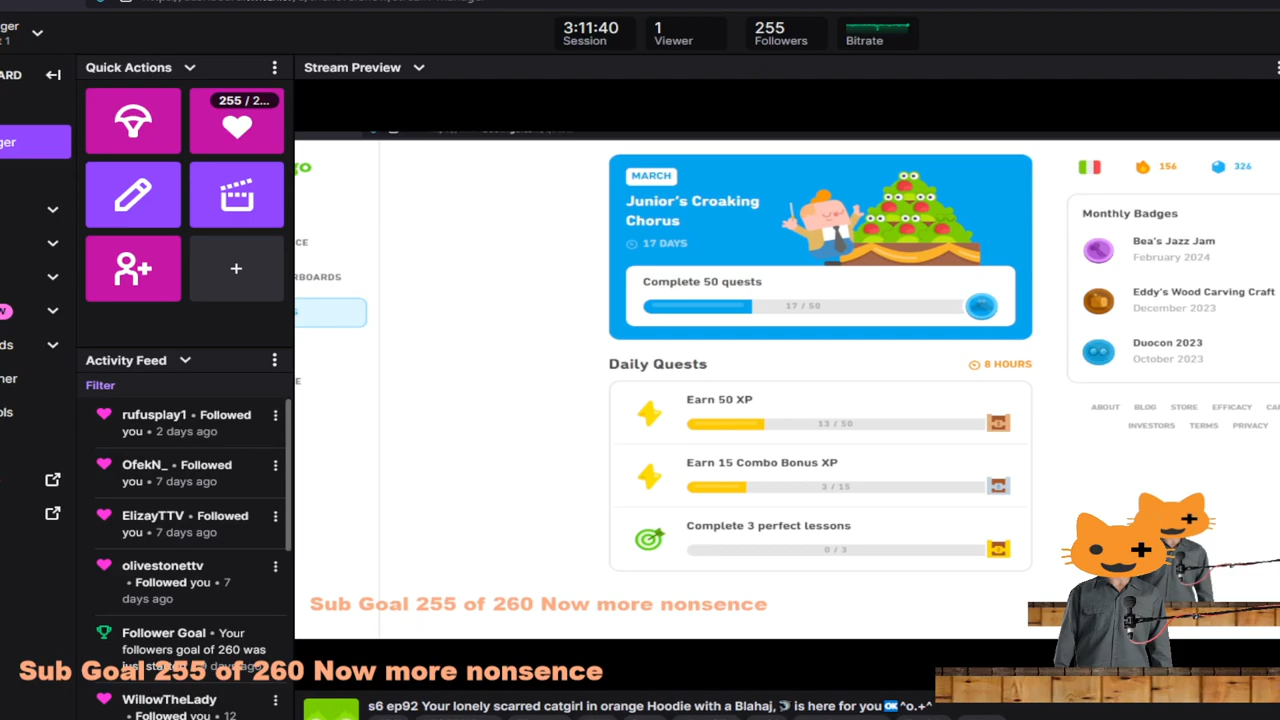 3:11:40
Session
1
Viewer
255
Followers
Bitrate
Quick Actions
Stream Preview
255 / 2...
Activity Feed
Filter
rufusplay1 • Followed
you • 2 days ago
OfekN_ • Followed
you • 7 days ago
ElizayTTV • Followed
you • 7 days ago
olivestonettv
• Followed you • 7
days ago
Follower Goal • Your
followers goal of 260 was
WillowTheLady
• Followed you • 12
MARCH
Junior's Croaking
Chorus
17 DAYS
Complete 50 quests
17 / 50
Daily Quests
8 HOURS
Earn 50 XP
13 / 50
Earn 15 Combo Bonus XP
3 / 15
Complete 3 perfect lessons
0 / 3
156
326
Monthly Badges
Bea's Jazz Jam
February 2024
Eddy's Wood Carving Craft
December 2023
Duocon 2023
October 2023
ABOUT BLOG STORE EFFICACY
INVESTORS TERMS PRIVACY
Sub Goal 255 of 260 Now more nonsence
Sub Goal 255 of 260 Now more nonsence
s6 ep92 Your lonely scarred catgirl in orange Hoodie with a Blahaj, 🦈 is here for you 🆗 ^o.+^